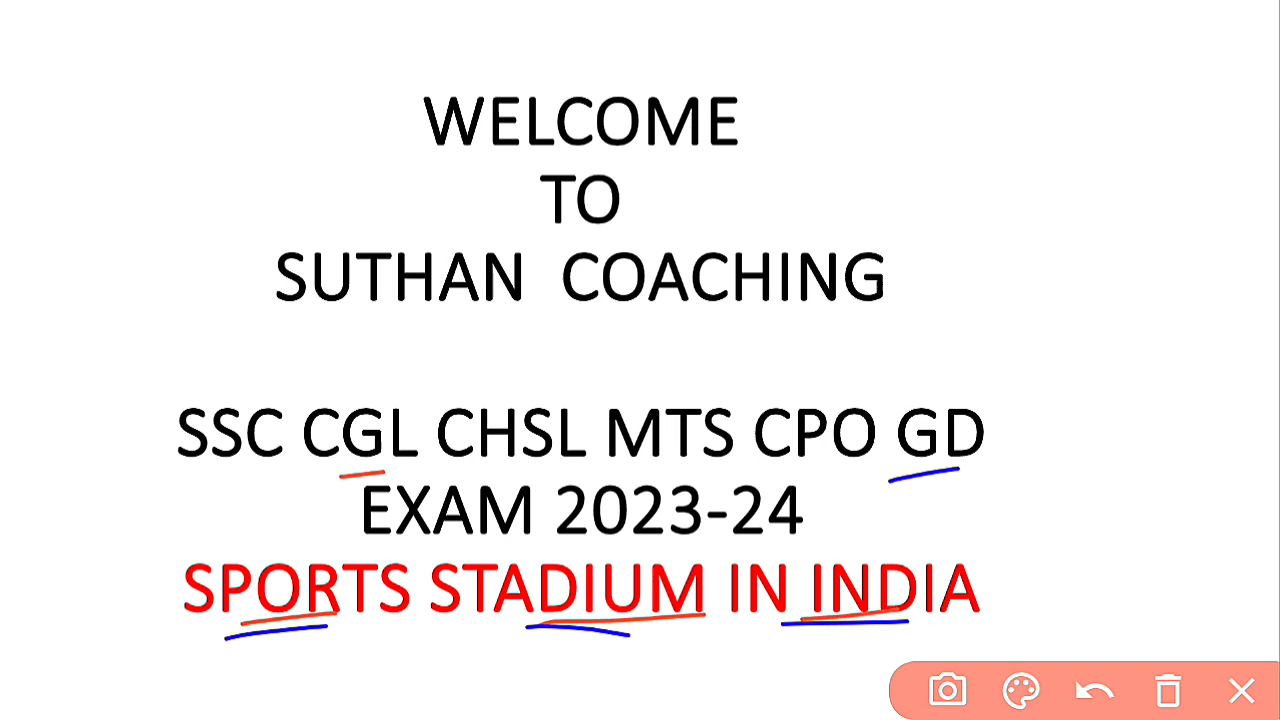 WELCOME
TO
SUTHAN COACHING
SSC CGL CHSL MTS CPO GD
EXAM 2023-24
SPORTS STADIUM IN INDIA